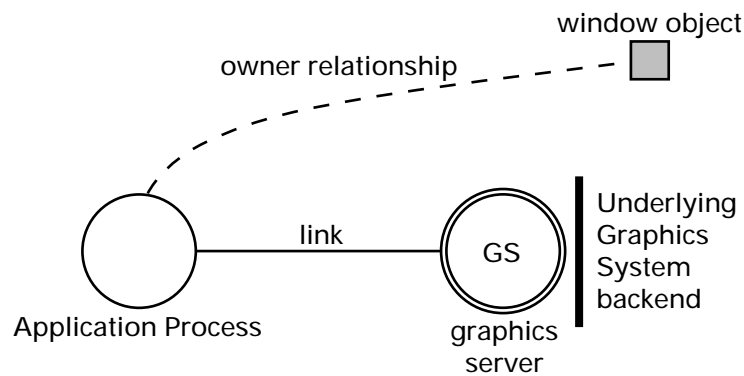 window object
owner relationship
link
GS
Underlying
Graphics
System
backend
Application Process
graphics
server